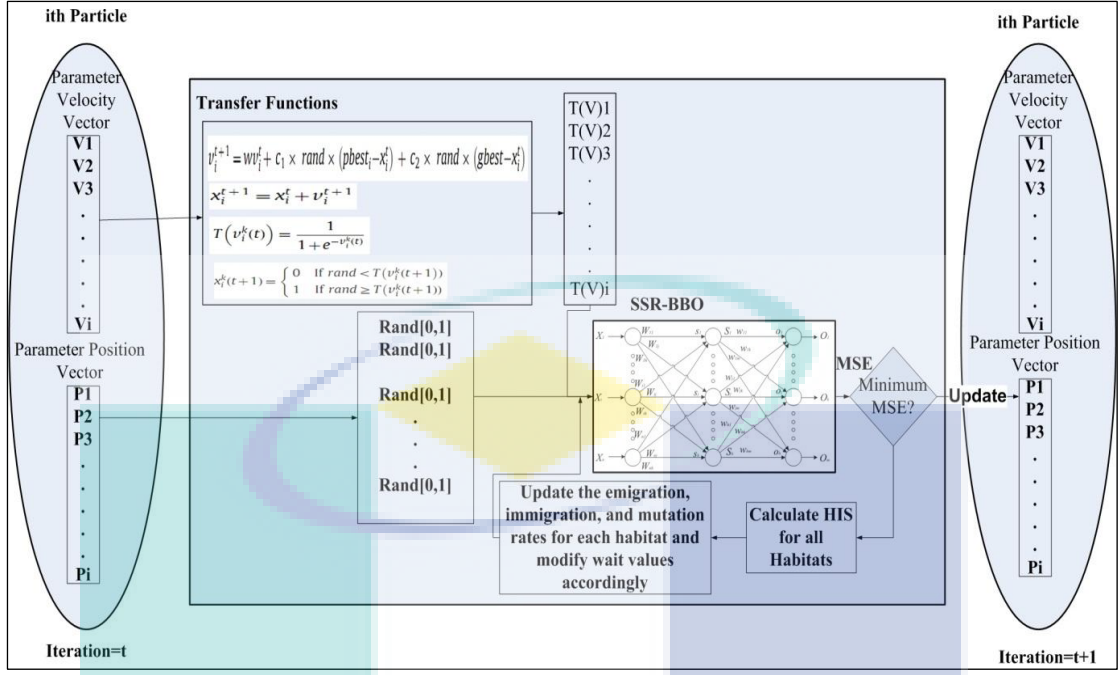 ith Particle
Parameter
Velocity
Vector
V1
V2
V3
Vi
Parameter Position
Vector
P1
P2
P3
Pi
Iteration=t
Transfer Functions
v_i^{t+1} = wv_i^t + c_1 × rand × (pbest_i − x_i^t) + c_2 × rand × (gbest − x_i^t)
x_i^{t+1} = x_i^t + v_i^{t+1}
T(v_i^k(t)) = 1 / (1 + e^{−v_i^k(t)})
x_i^k(t+1) = { 0 If rand < T(v_i^k(t+1))
1 If rand ≥ T(v_i^k(t+1))
T(V)1
T(V)2
T(V)3
T(V)i
Rand[0,1]
Rand[0,1]
Rand[0,1]
Rand[0,1]
SSR-BBO
MSE
Minimum
MSE?
Update
Calculate HIS
for all
Habitats
Update the emigration,
immigration, and mutation
rates for each habitat and
modify wait values
accordingly
ith Particle
Parameter
Velocity
Vector
V1
V2
V3
Vi
Parameter Position
Vector
P1
P2
P3
Pi
Iteration=t+1